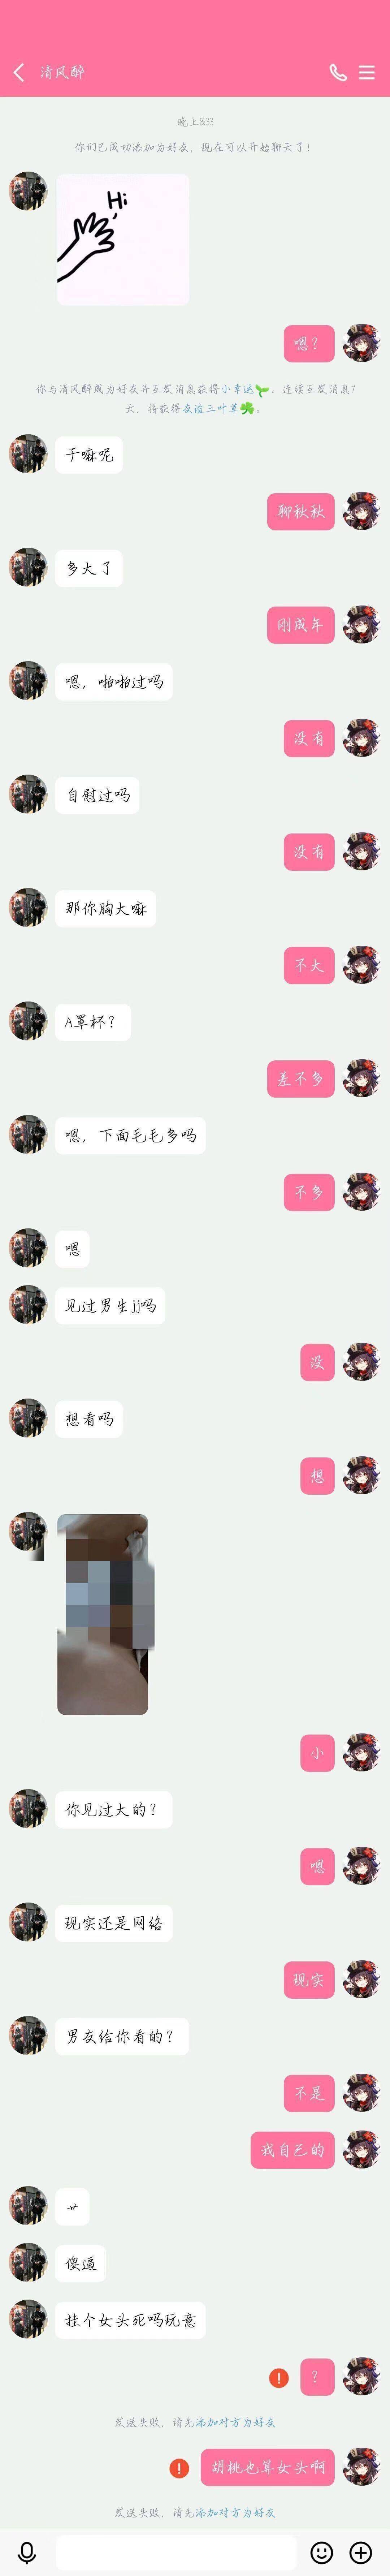 清风醉
晚上8:33
你们已成功添加为好友，现在可以开始聊天了！
Hi
嗯？
你与清风醉成为好友并互发消息获得小幸运。连续互发消息7
天，将获得友谊三叶草。
干嘛呢
聊秋秋
多大了
刚成年
嗯，啪啪过吗
没有
自慰过吗
没有
那你胸大嘛
不大
A罩杯？
差不多
嗯，下面毛毛多吗
不多
嗯
见过男生jj吗
没
想看吗
想
小
你见过大的？
嗯
现实还是网络
现实
男友给你看的？
不是
我自己的
艹
傻逼
挂个女头死吗玩意
？
发送失败，请先添加对方为好友
胡桃也算女头啊
发送失败，请先添加对方为好友